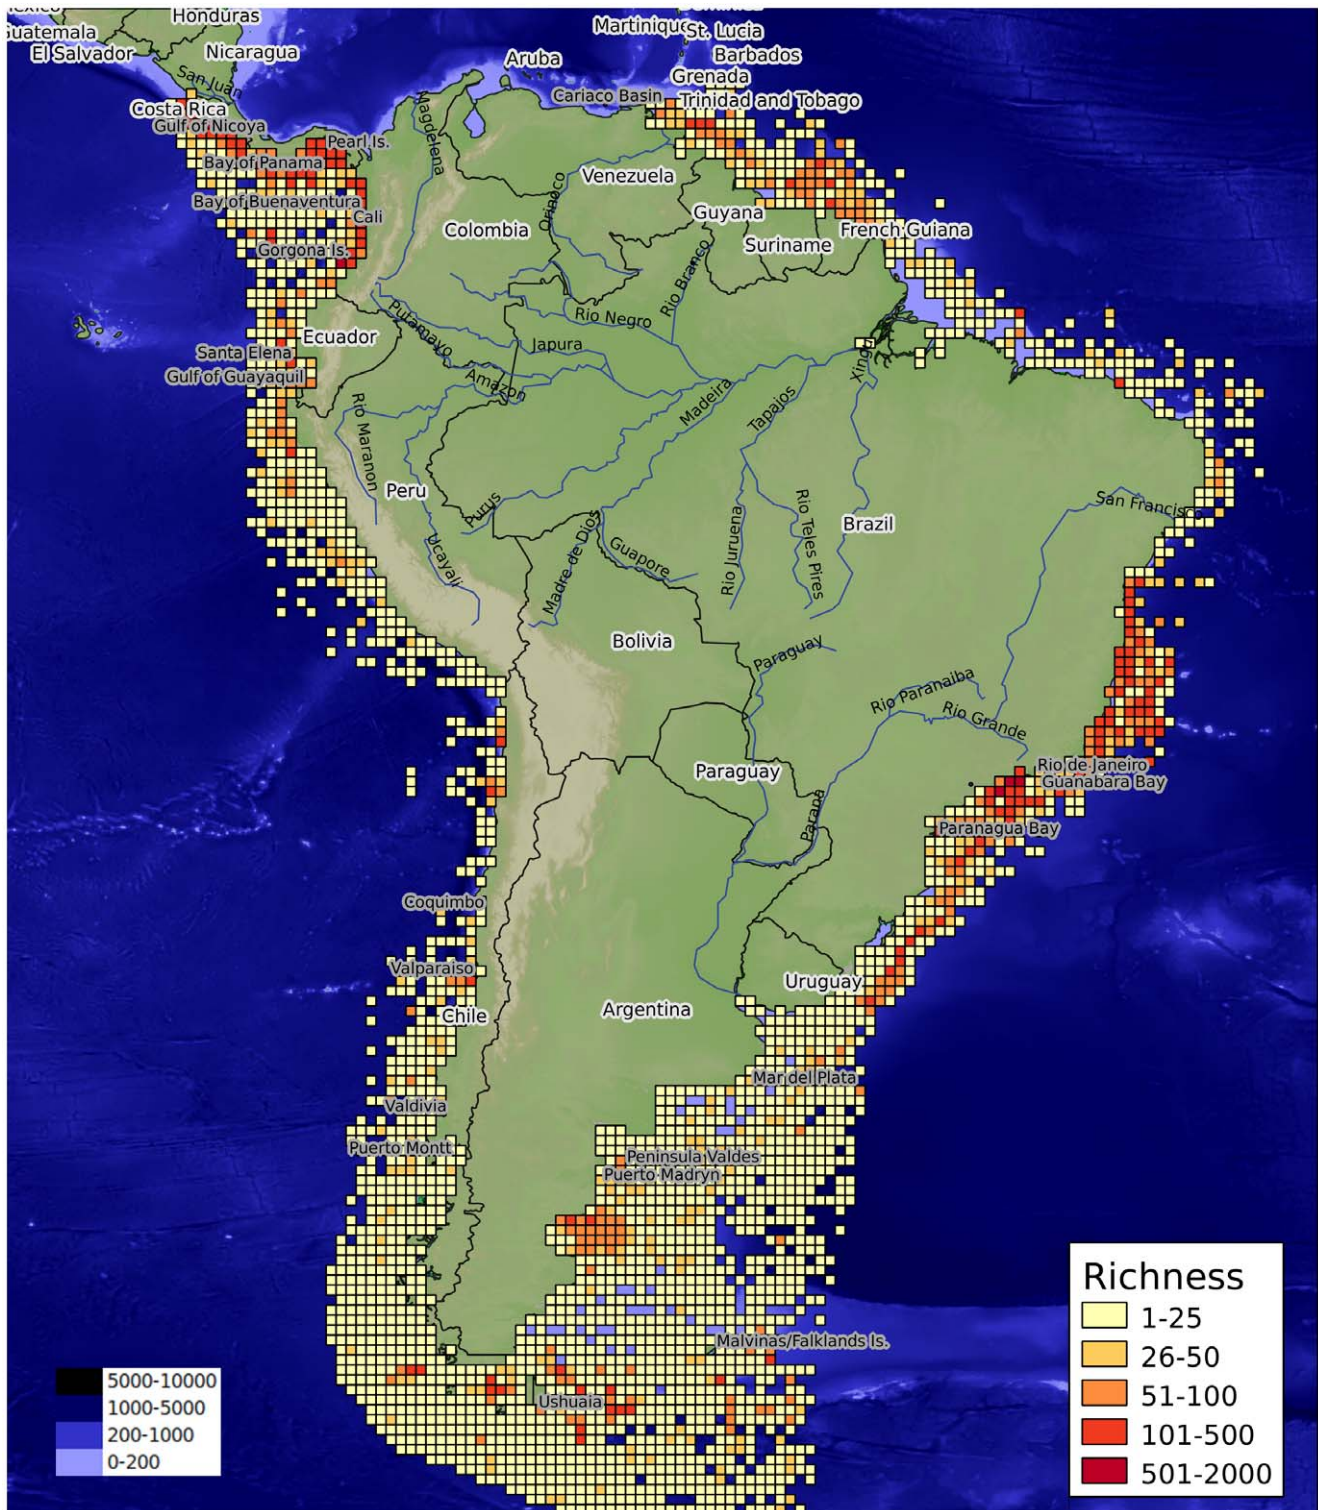 Honduras
Martinique
St. Lucia
Guatemala
El Salvador
Nicaragua
Barbados
Aruba
Grenada
San Juan
Cariaco Basin
Trinidad and Tobago
Costa Rica
Gulf of Nicoya
Magdelena
Pearl Is.
Bay of Panama
Venezuela
Bay of Buenaventura
Cali
Orinoco
Guyana
Colombia
French Guiana
Suriname
Gorgona Is.
Rio Branco
Rio Negro
Putamayo
Ecuador
Japura
Santa Elena
Xingu
Gulf of Guayaquil
Amazon
Madeira
Tapajos
Rio Maranon
Peru
Purus
San Francisco
Brazil
Rio Teles Pires
Ucayali
Madre de Dios
Guapore
Rio Juruena
Bolivia
Paraguay
Rio Paranaiba
Rio Grande
Paraguay
Rio de Janeiro
Guanabara Bay
Parana
Paranagua Bay
Coquimbo
Valparaiso
Uruguay
Chile
Argentina
Mar del Plata
Valdivia
Puerto Montt
Peninsula Valdes
Puerto Madryn
Malvinas/Falklands Is.
Ushuaia
Richness
1-25
26-50
51-100
101-500
501-2000
5000-10000
1000-5000
200-1000
0-200